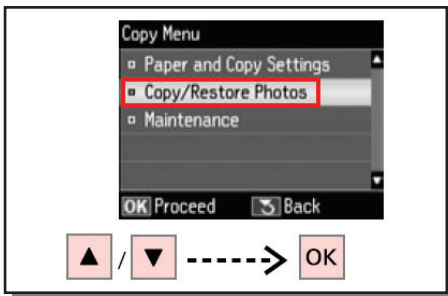 Copy Menu
Paper and Copy Settings
Copy/Restore Photos
Maintenance
OK Proceed Back
/ OK